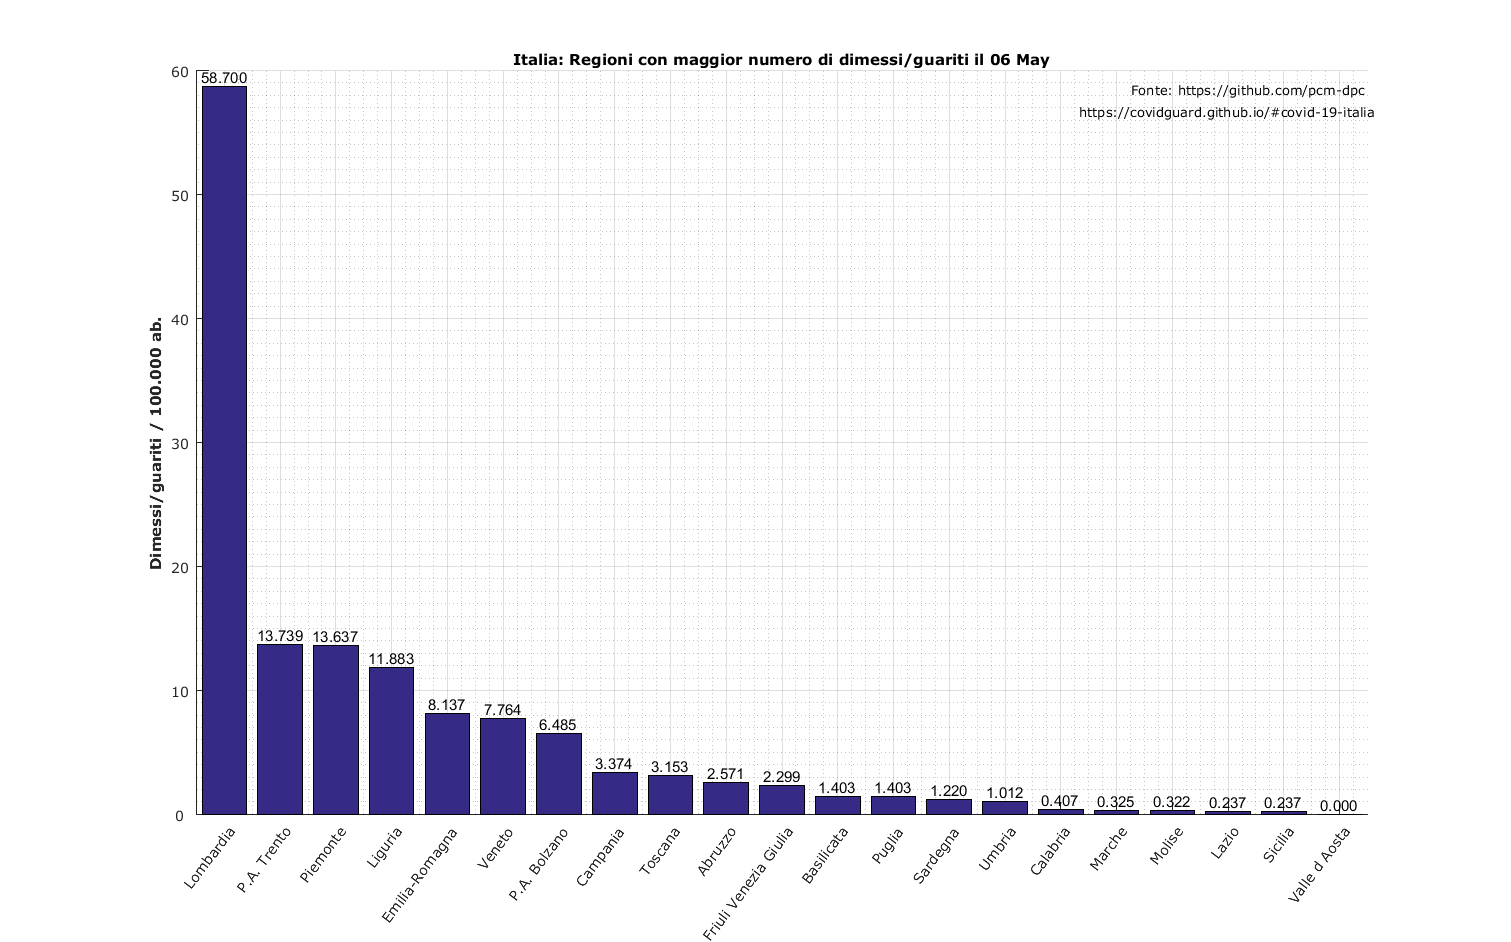 Italia: Regioni con maggior numero di dimessi/guariti il 06 May
Fonte: https://github.com/pcm-dpc
https://covidguard.github.io/#covid-19-italia
Dimessi/guariti / 100.000 ab.
60
50
40
30
20
10
0
58.700
13.739
13.637
11.883
8.137
7.764
6.485
3.374
3.153
2.571
2.299
1.403
1.403
1.220
1.012
0.407
0.325
0.322
0.237
0.237
0.000
Lombardia
P.A. Trento
Piemonte
Liguria
Emilia-Romagna
Veneto
P.A. Bolzano
Campania
Toscana
Abruzzo
Friuli Venezia Giulia
Basilicata
Puglia
Sardegna
Umbria
Calabria
Marche
Molise
Lazio
Sicilia
Valle d Aosta